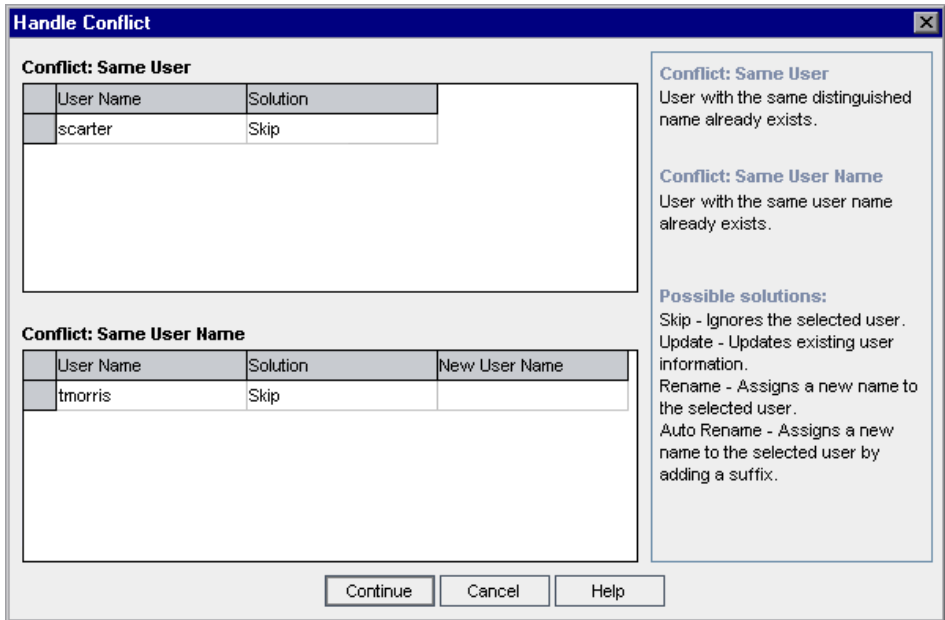 Handle Conflict
Conflict: Same User
User Name Solution
scarter Skip
Conflict: Same User Name
User Name Solution New User Name
tmorris Skip
Conflict: Same User
User with the same distinguished
name already exists.
Conflict: Same User Name
User with the same user name
already exists.
Possible solutions:
Skip - Ignores the selected user.
Update - Updates existing user
information.
Rename - Assigns a new name to
the selected user.
Auto Rename - Assigns a new
name to the selected user by
adding a suffix.
Continue Cancel Help